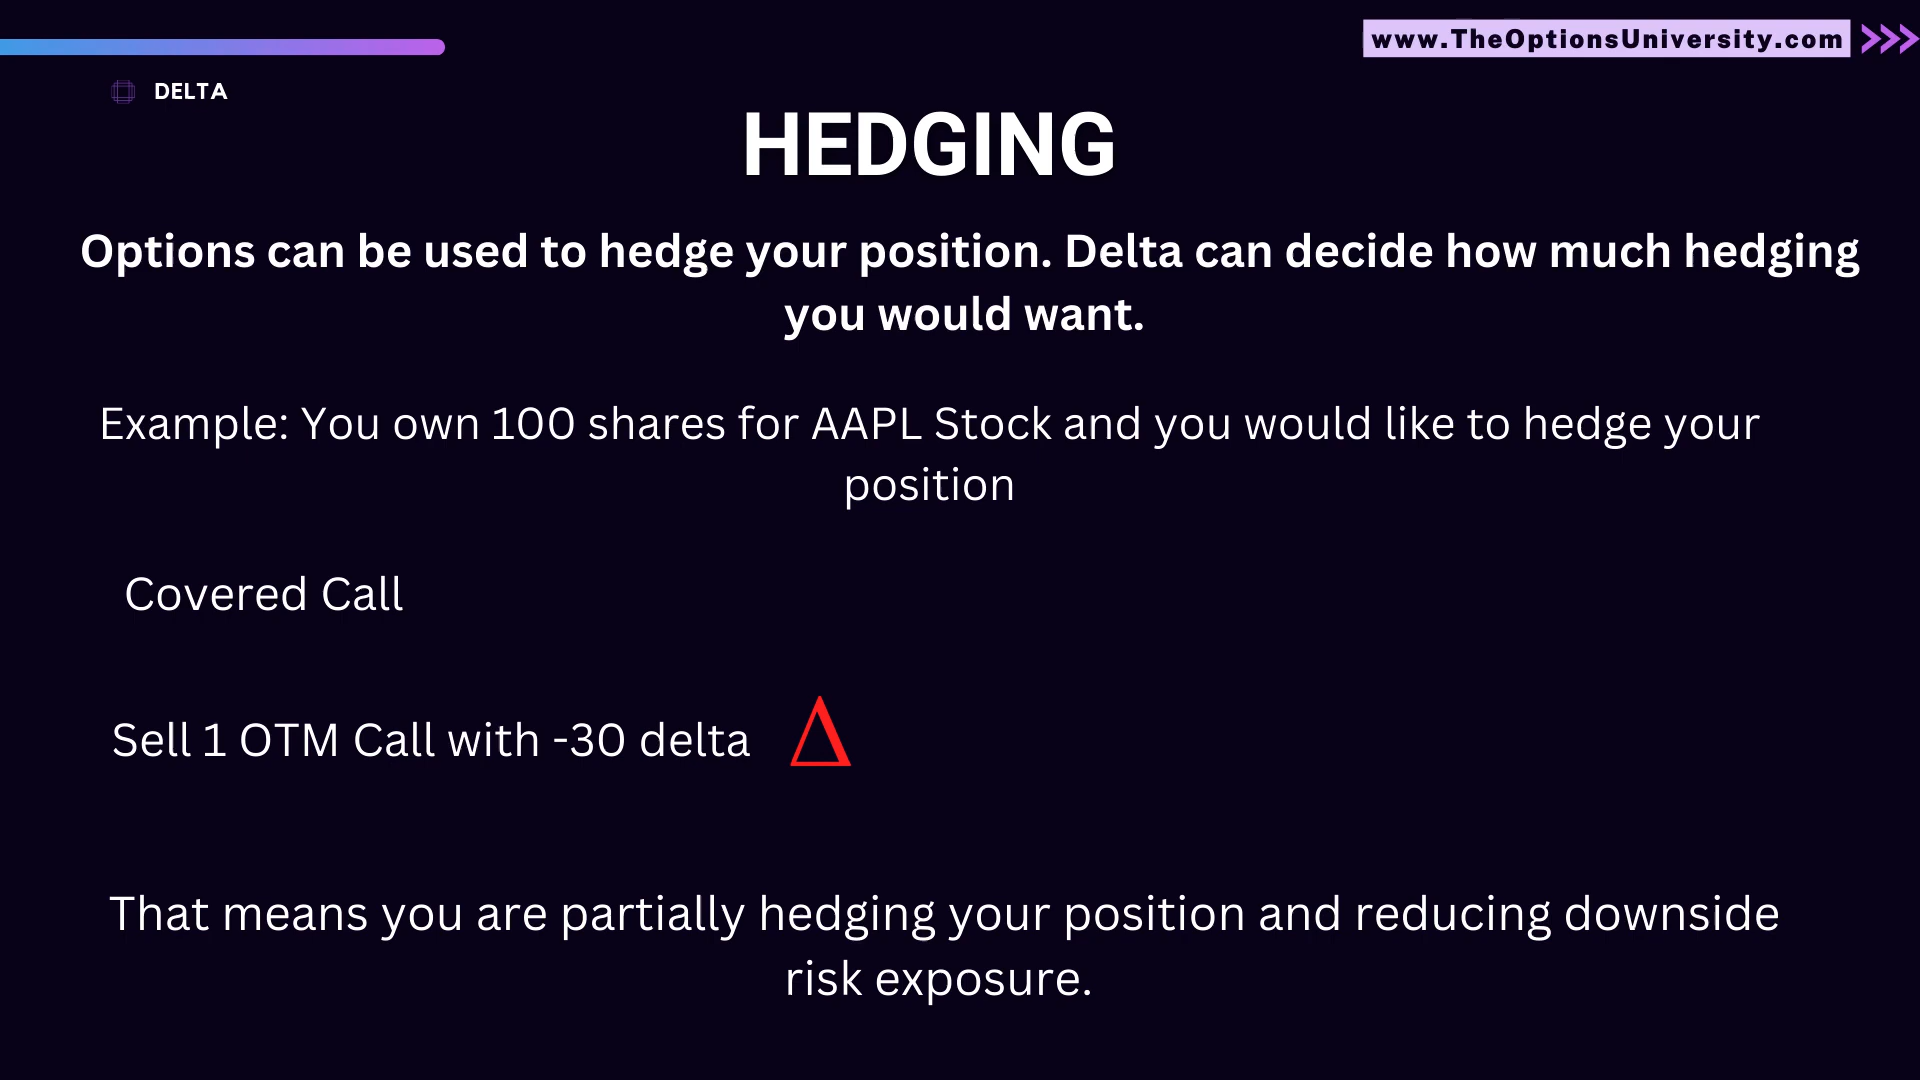 www.TheOptionsUniversity.com
DELTA
HEDGING
Options can be used to hedge your position. Delta can decide how much hedging
you would want.
Example: You own 100 shares for AAPL Stock and you would like to hedge your
position
Covered Call
Sell 1 OTM Call with -30 delta Δ
That means you are partially hedging your position and reducing downside
risk exposure.